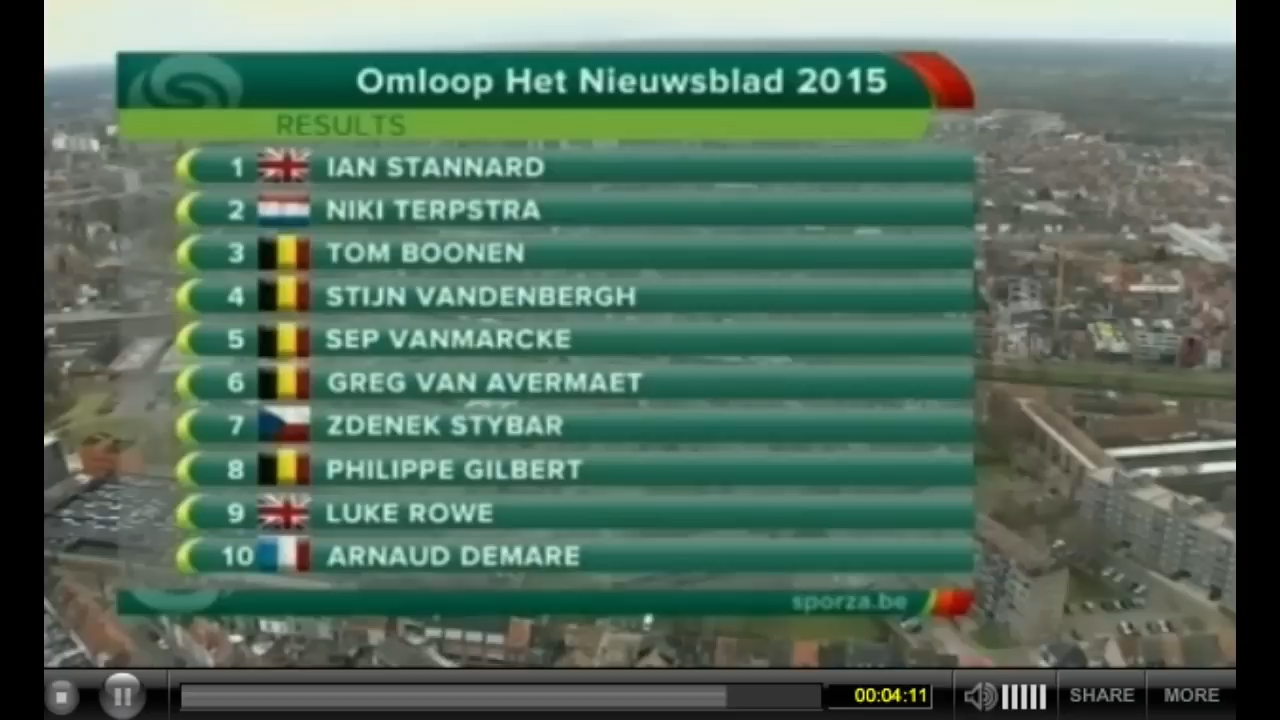 Omloop Het Nieuwsblad 2015
RESULTS
1 IAN STANNARD
2 NIKI TERPSTRA
3 TOM BOONEN
4 STIJN VANDENBERGH
5 SEP VANMARCKE
6 GREG VAN AVERMAET
7 ZDENEK STYBAR
8 PHILIPPE GILBERT
9 LUKE ROWE
10 ARNAUD DEMARE
sporza.be
00:04:11 SHARE MORE